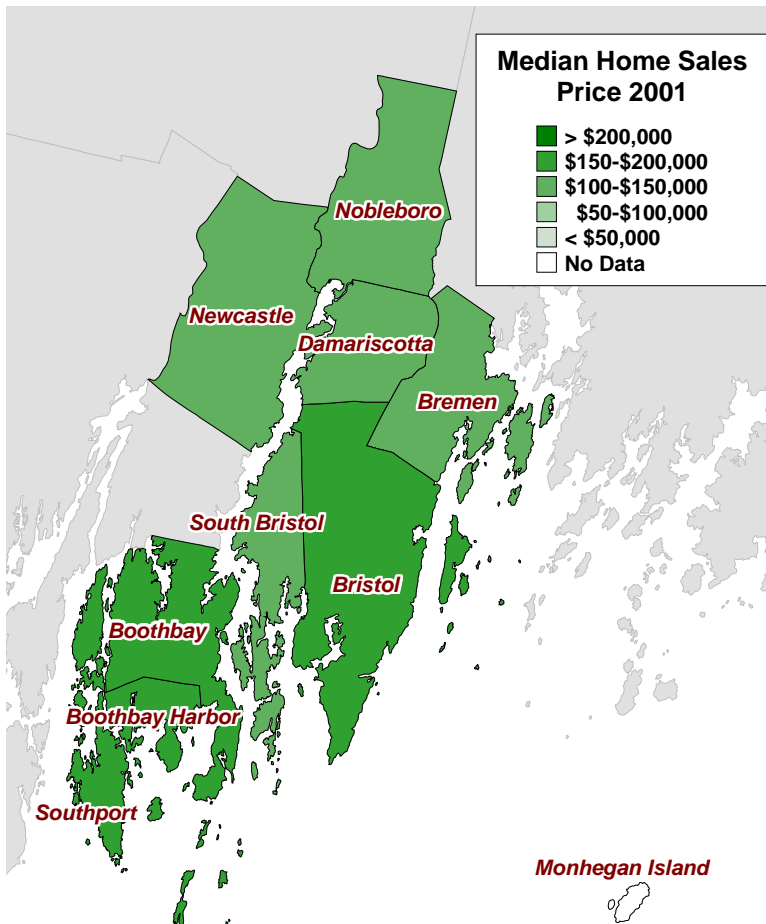 Median Home Sales
Price 2001
> $200,000
$150-$200,000
$100-$150,000
$50-$100,000
< $50,000
No Data
Nobleboro
Newcastle
Damariscotta
Bremen
South Bristol
Bristol
Boothbay
Boothbay Harbor
Southport
Monhegan Island